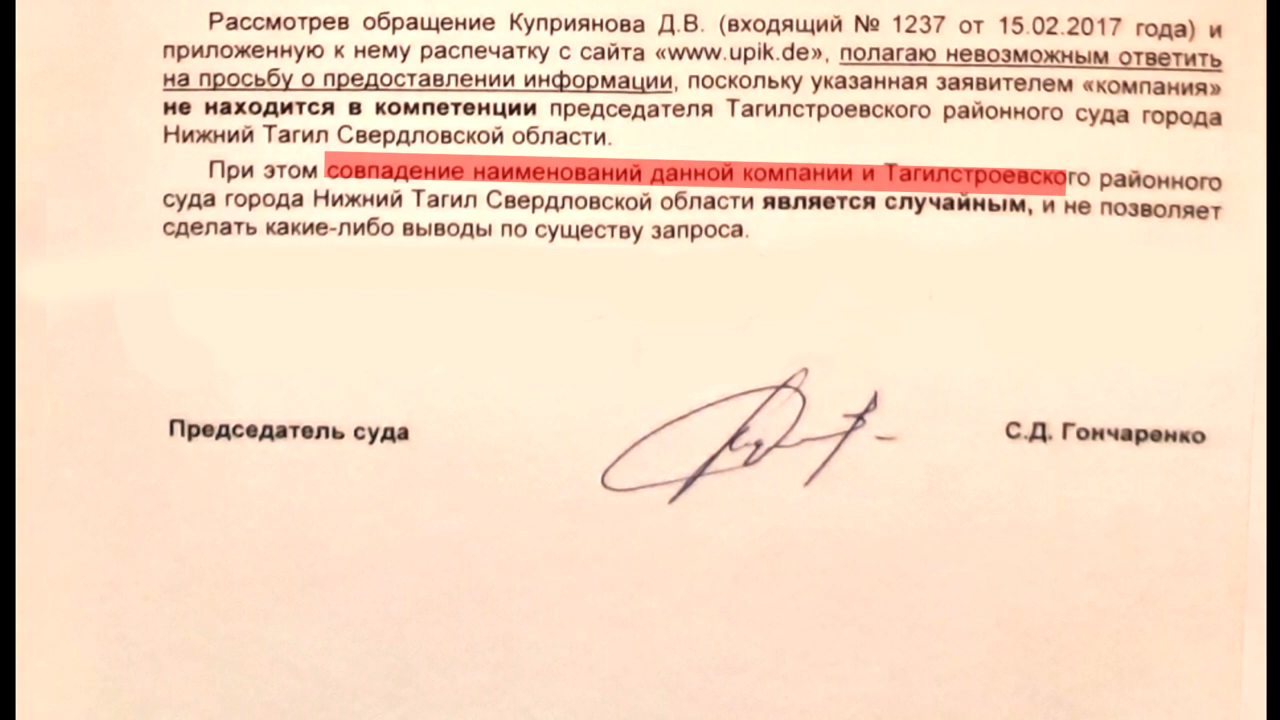 Рассмотрев обращение Куприянова Д.В. (входящий № 1237 от 15.02.2017 года) и
приложенную к нему распечатку с сайта «www.upik.de», полагаю невозможным ответить
на просьбу о предоставлении информации, поскольку указанная заявителем «компания»
не находится в компетенции председателя Тагилстроевского районного суда города
Нижний Тагил Свердловской области.
При этом совпадение наименований данной компании и Тагилстроевского районного
суда города Нижний Тагил Свердловской области является случайным, и не позволяет
сделать какие-либо выводы по существу запроса.
Председатель суда
С.Д. Гончаренко